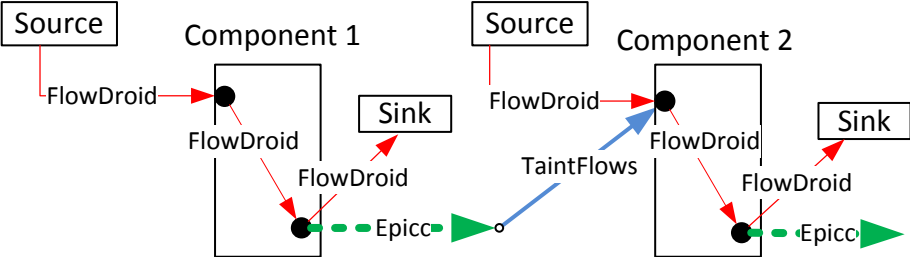 Source
Source
Component 1
Component 2
FlowDroid
FlowDroid
Sink
Sink
FlowDroid
FlowDroid
TaintFlows
FlowDroid
FlowDroid
Epicc
Epicc